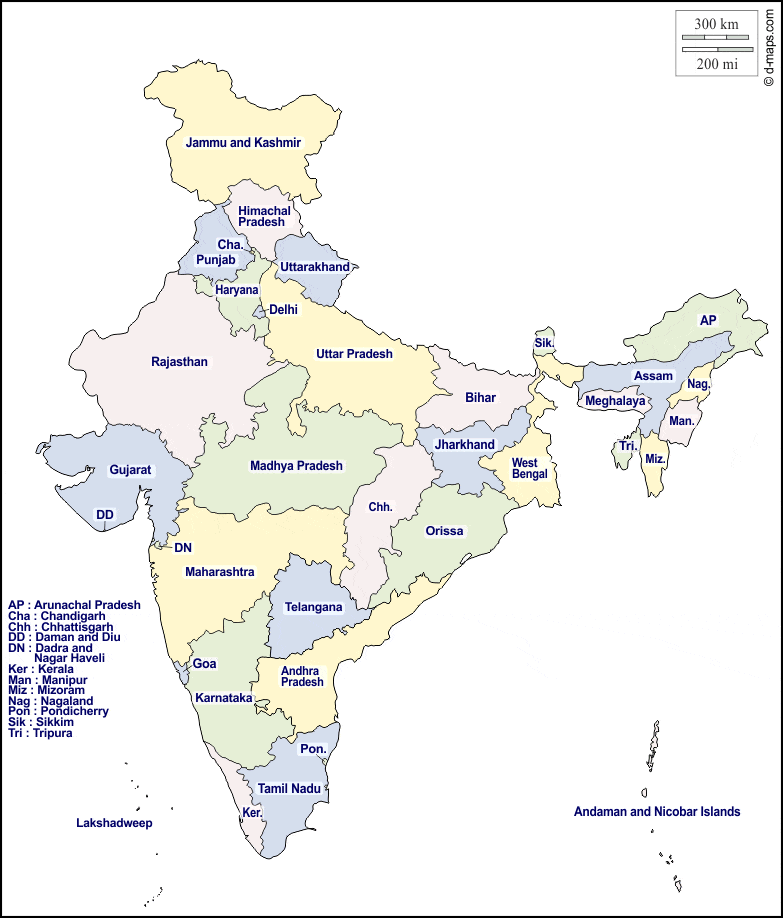 300 km
200 mi
© d-maps.com
Jammu and Kashmir
Himachal
Pradesh
Cha.
Punjab
Uttarakhand
Haryana
Delhi
AP
Sik.
Uttar Pradesh
Rajasthan
Assam
Nag.
Bihar
Meghalaya
Man.
Jharkhand
Tri.
Miz.
Gujarat
Madhya Pradesh
West
Bengal
Chh.
DD
Orissa
DN
Maharashtra
Telangana
AP : Arunachal Pradesh
Cha : Chandigarh
Chh : Chhattisgarh
DD : Daman and Diu
DN : Dadra and
Nagar Haveli
Ker : Kerala
Man : Manipur
Miz : Mizoram
Nag : Nagaland
Pon : Pondicherry
Sik : Sikkim
Tri : Tripura
Goa
Andhra
Pradesh
Karnataka
Pon.
Tamil Nadu
Ker.
Lakshadweep
Andaman and Nicobar Islands